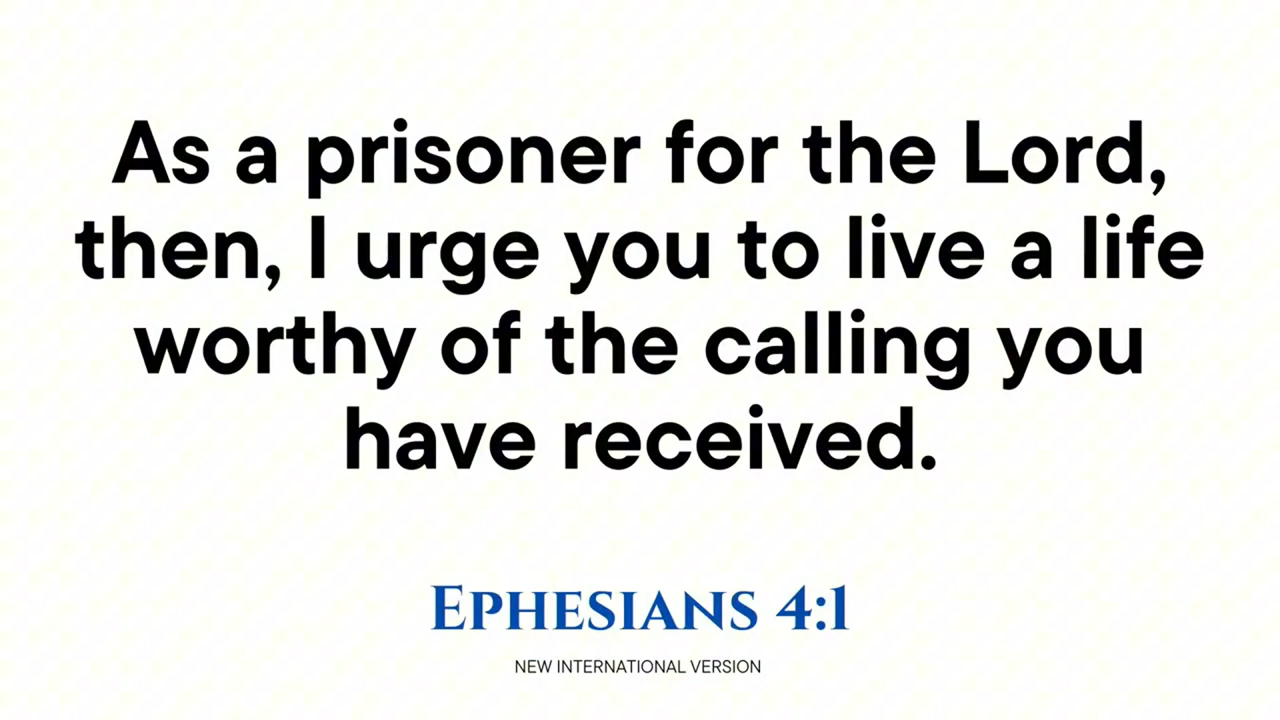 As a prisoner for the Lord,
then, I urge you to live a life
worthy of the calling you
have received.
EPHESIANS 4:1
NEW INTERNATIONAL VERSION